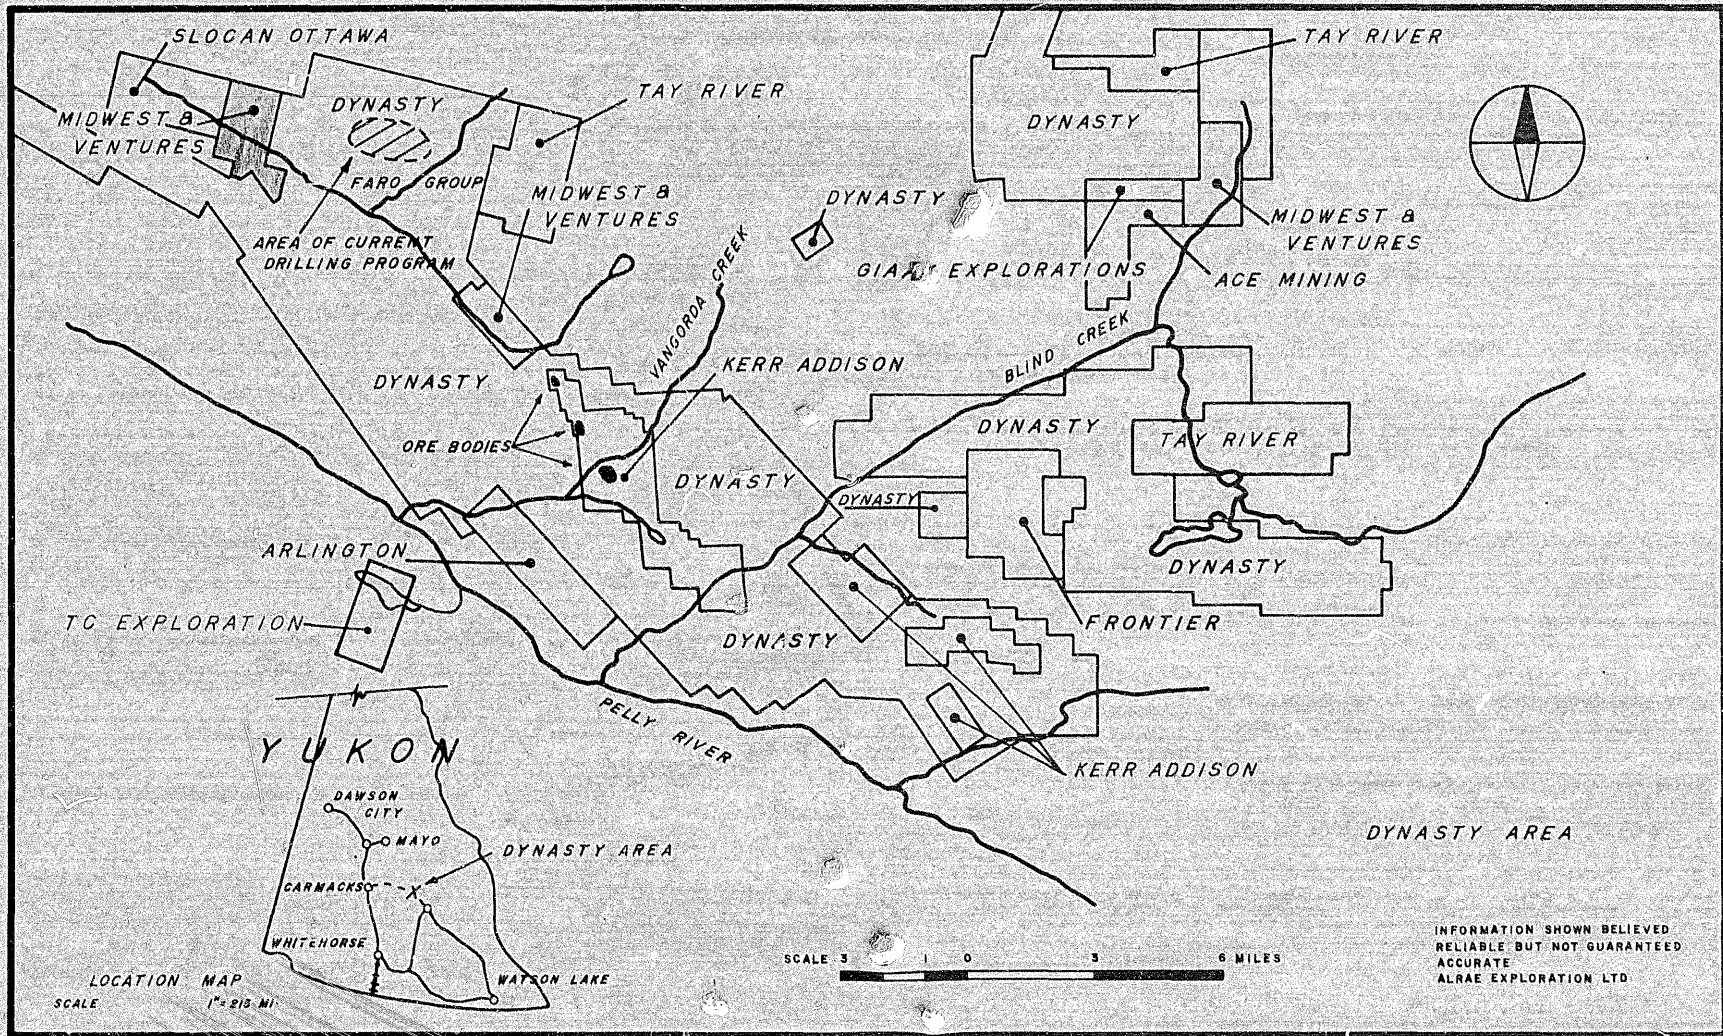 SLOCAN OTTAWA
MIDWEST &
VENTURES
DYNASTY
FARO GROUP
AREA OF CURRENT
DRILLING PROGRAM
TAY RIVER
MIDWEST &
VENTURES
DYNASTY
TAY RIVER
DYNASTY
MIDWEST &
VENTURES
EXPLORATIONS
ACE MINING
VANGORDA CREEK
BLIND CREEK
KERR ADDISON
DYNASTY
ORE BODIES
DYNASTY
DYNASTY
TAY RIVER
DYNASTY
ARLINGTON
TC EXPLORATION
DYNASTY
DYNASTY
FRONTIER
PELLY RIVER
KERR ADDISON
DYNASTY AREA
YUKON
DAWSON
CITY
MAYO
DYNASTY AREA
CARMACKS
X
WHITEHORSE
WATSON LAKE
LOCATION MAP
SCALE 1"= 215 MI.
SCALE 3 1 0 3 6 MILES
INFORMATION SHOWN BELIEVED
RELIABLE BUT NOT GUARANTEED
ACCURATE
ALRAE EXPLORATION LTD